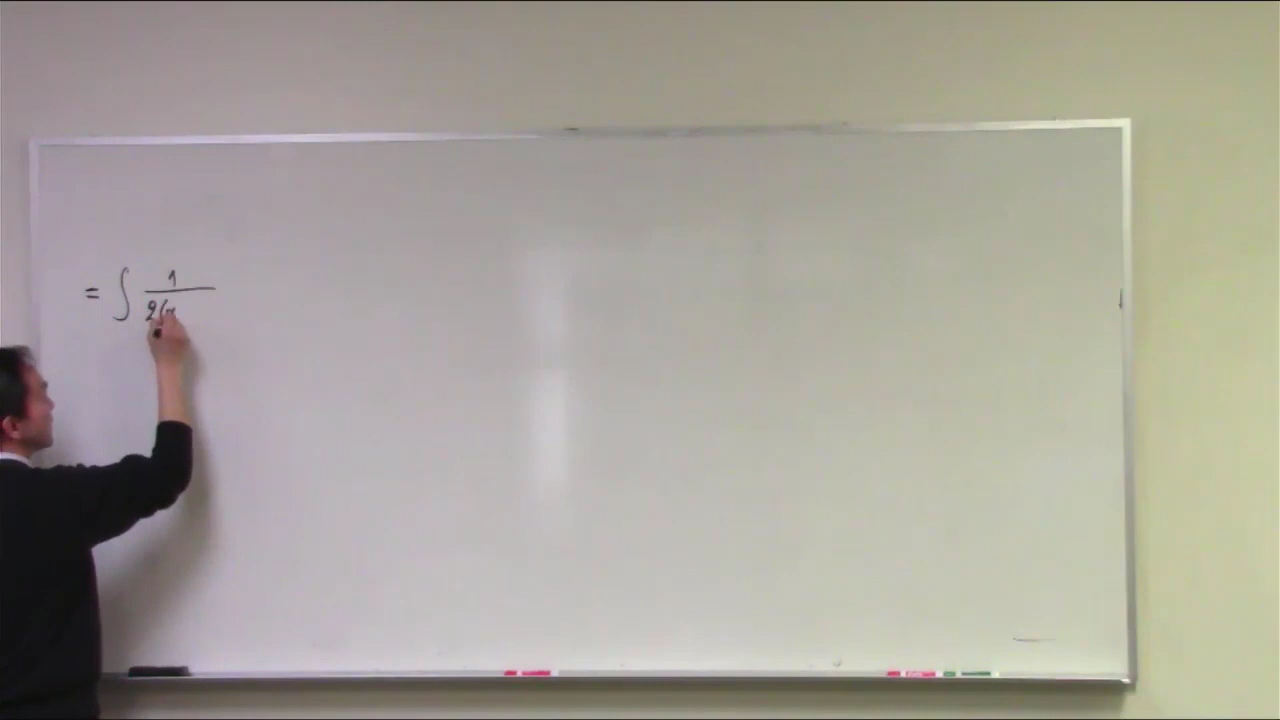 = ∫ 1
2(x